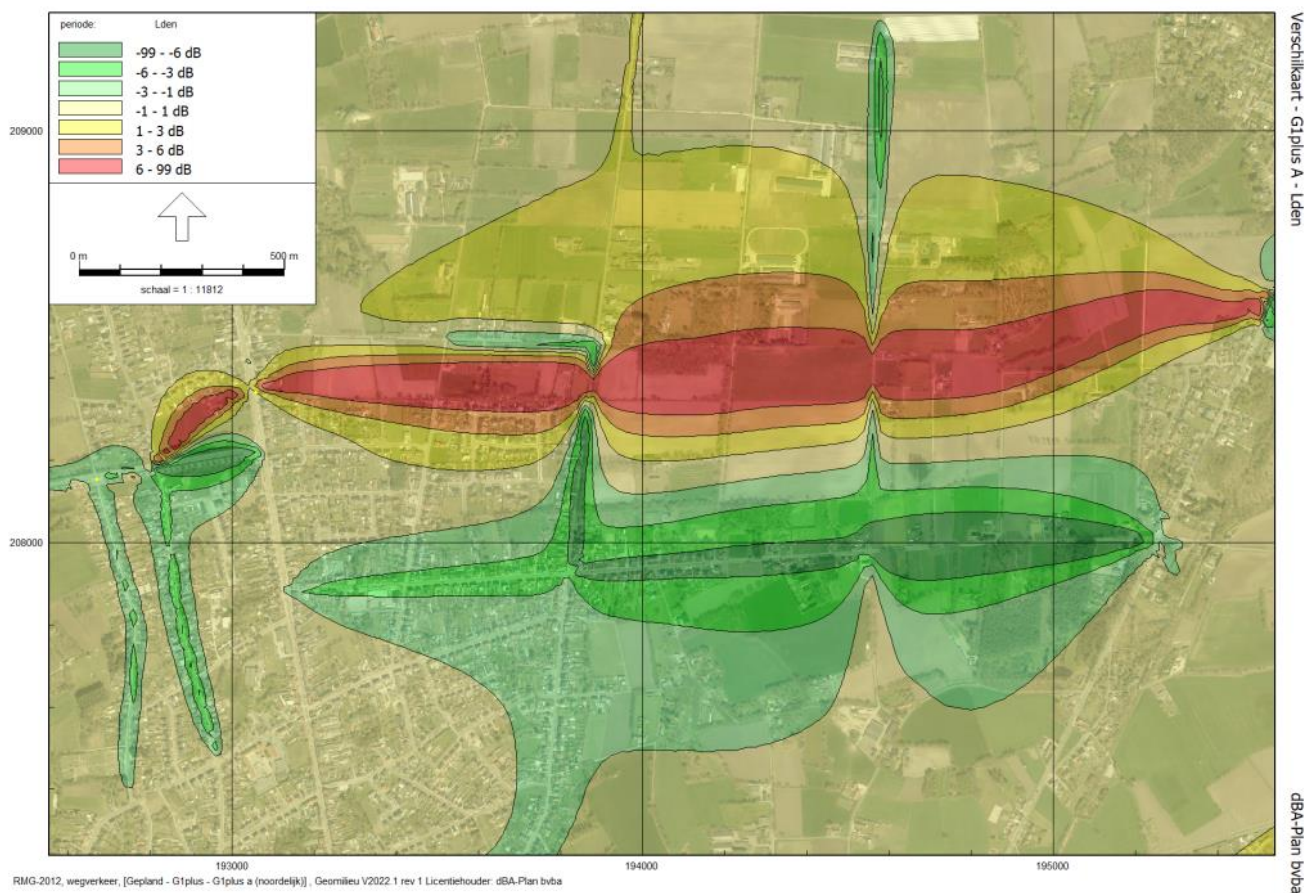 periode: Lden
-99 - -6 dB
-6 - -3 dB
-3 - -1 dB
-1 - 1 dB
1 - 3 dB
3 - 6 dB
6 - 99 dB
0 m 500 m
schaal = 1 : 11812
209000
208000
193000 194000 195000
Verschilkaart - G1plus A - Lden
dBA-Plan bvba
RMG-2012, wegverkeer, [Gepland - G1plus - G1plus a (noordelijk)] , Geomilieu V2022.1 rev 1 Licentiehouder: dBA-Plan bvba